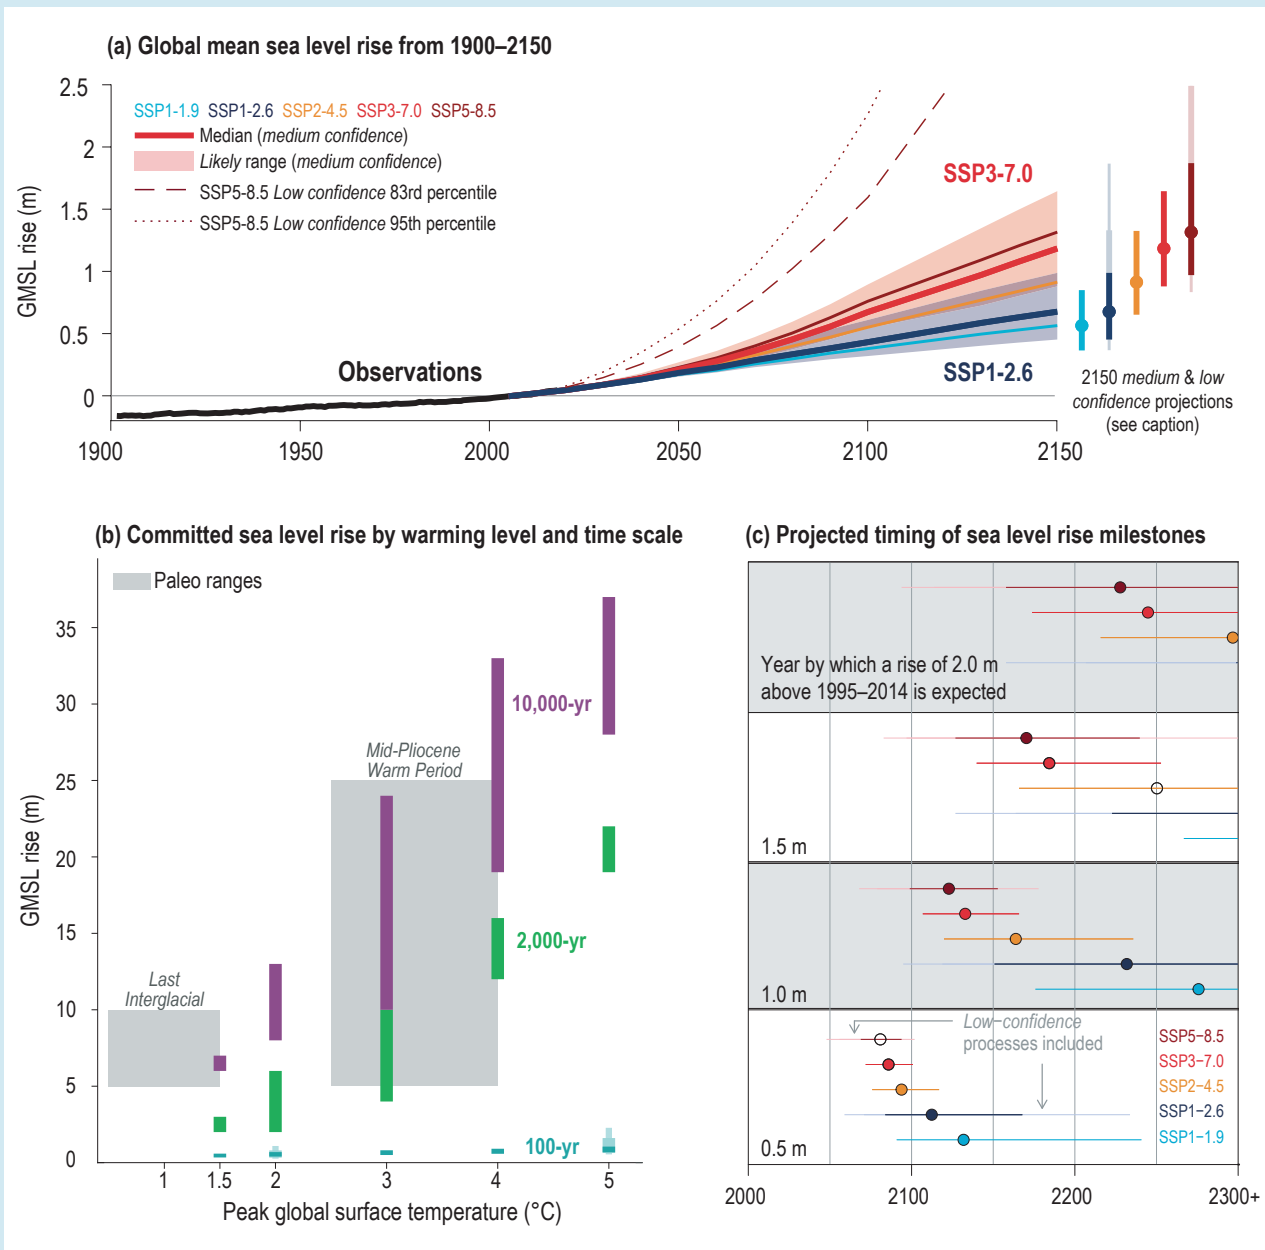 (a) Global mean sea level rise from 1900–2150
2.5
2
1.5
1
0.5
0
GMSL rise (m)
SSP1-1.9 SSP1-2.6 SSP2-4.5 SSP3-7.0 SSP5-8.5
Median (medium confidence)
Likely range (medium confidence)
SSP5-8.5 Low confidence 83rd percentile
SSP5-8.5 Low confidence 95th percentile
SSP3-7.0
Observations
SSP1-2.6
2150 medium & low
confidence projections
(see caption)
1900 1950 2000 2050 2100 2150
(b) Committed sea level rise by warming level and time scale
Paleo ranges
35
30
25
20
15
10
5
0
GMSL rise (m)
10,000-yr
Mid-Pliocene
Warm Period
2,000-yr
Last
Interglacial
100-yr
1 1.5 2 3 4 5
Peak global surface temperature (°C)
(c) Projected timing of sea level rise milestones
Year by which a rise of 2.0 m
above 1995–2014 is expected
1.5 m
1.0 m
Low−confidence
processes included
SSP5−8.5
SSP3−7.0
SSP2−4.5
SSP1−2.6
SSP1−1.9
0.5 m
2000 2100 2200 2300+